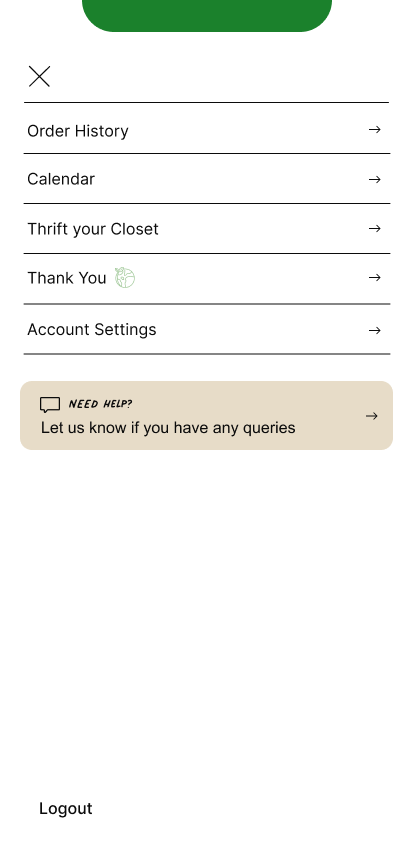 Order History
Calendar
Thrift your Closet
Thank You
Account Settings
NEED HELP?
Let us know if you have any queries
Logout